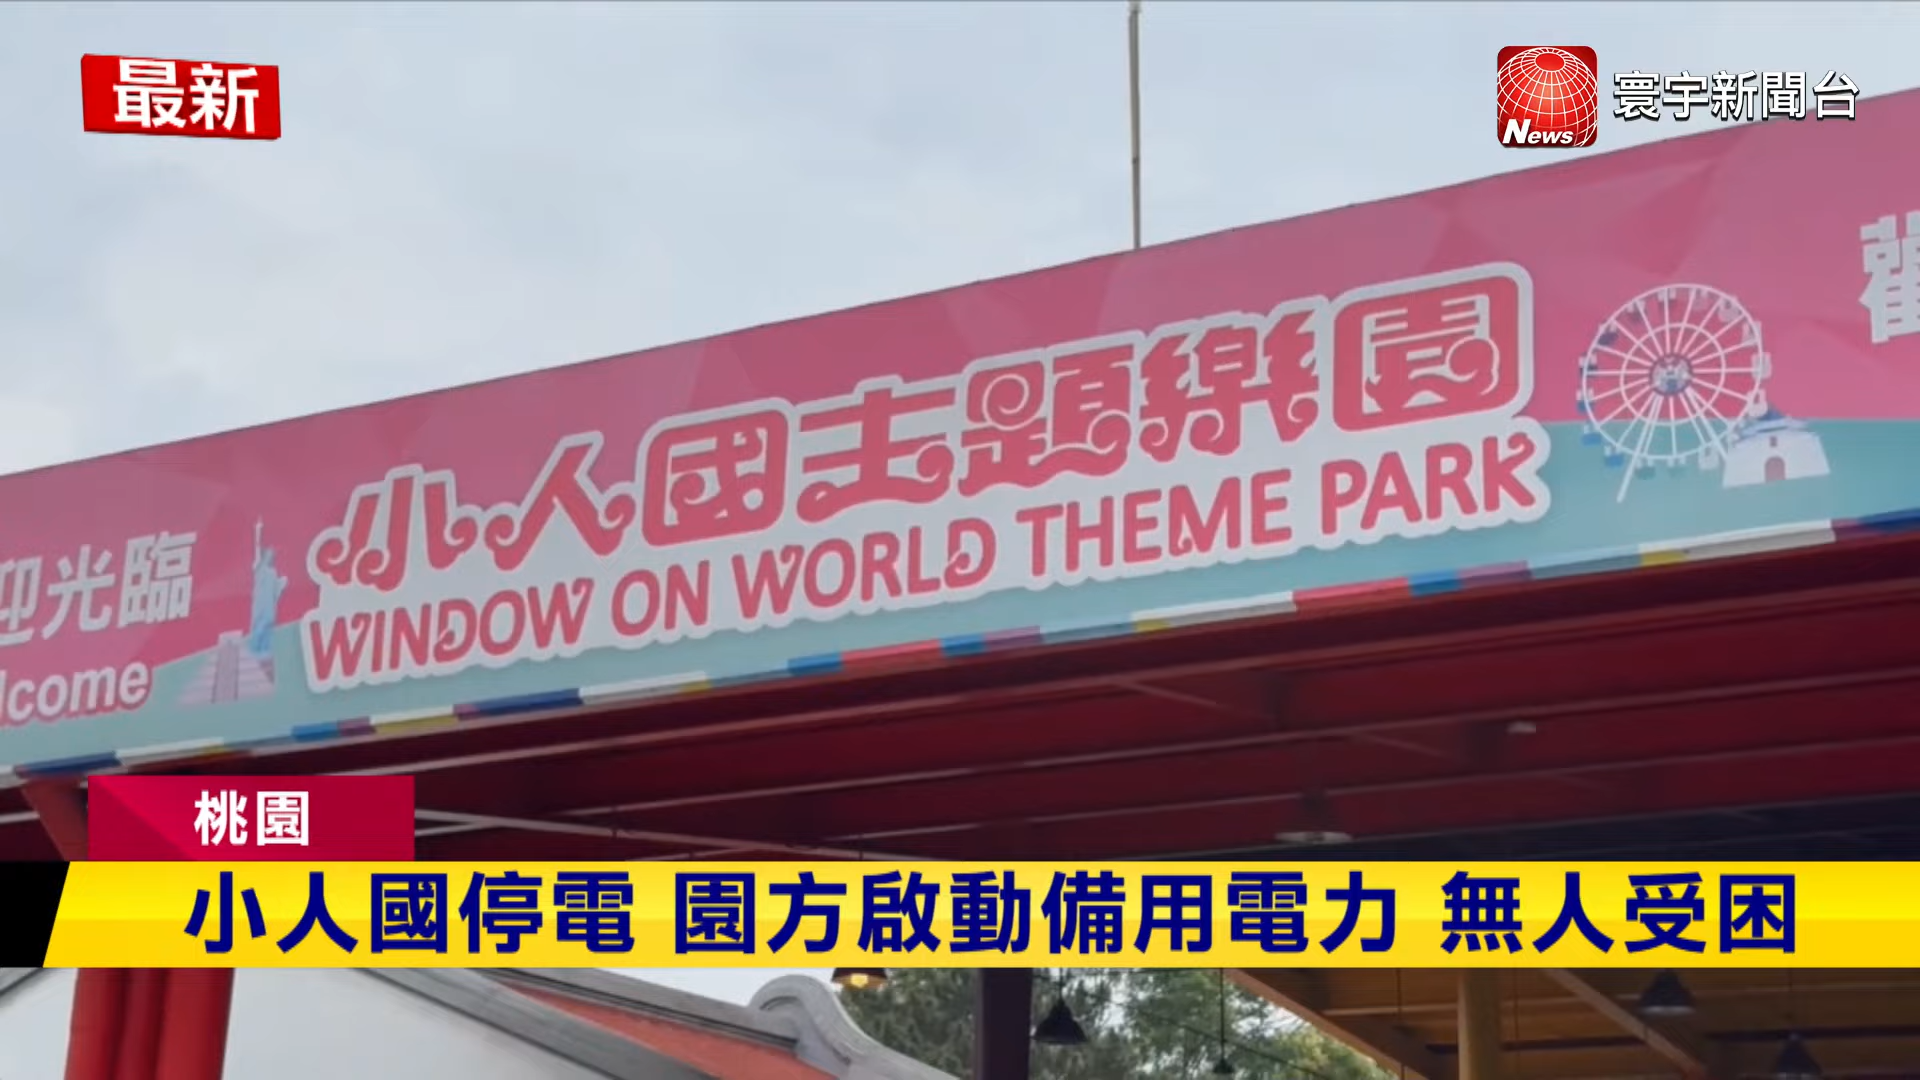 最新
News
寰宇新聞台
小人國主題樂園
WINDOW ON WORLD THEME PARK
迎光臨
lcome
桃園
小人國停電 園方啟動備用電力 無人受困